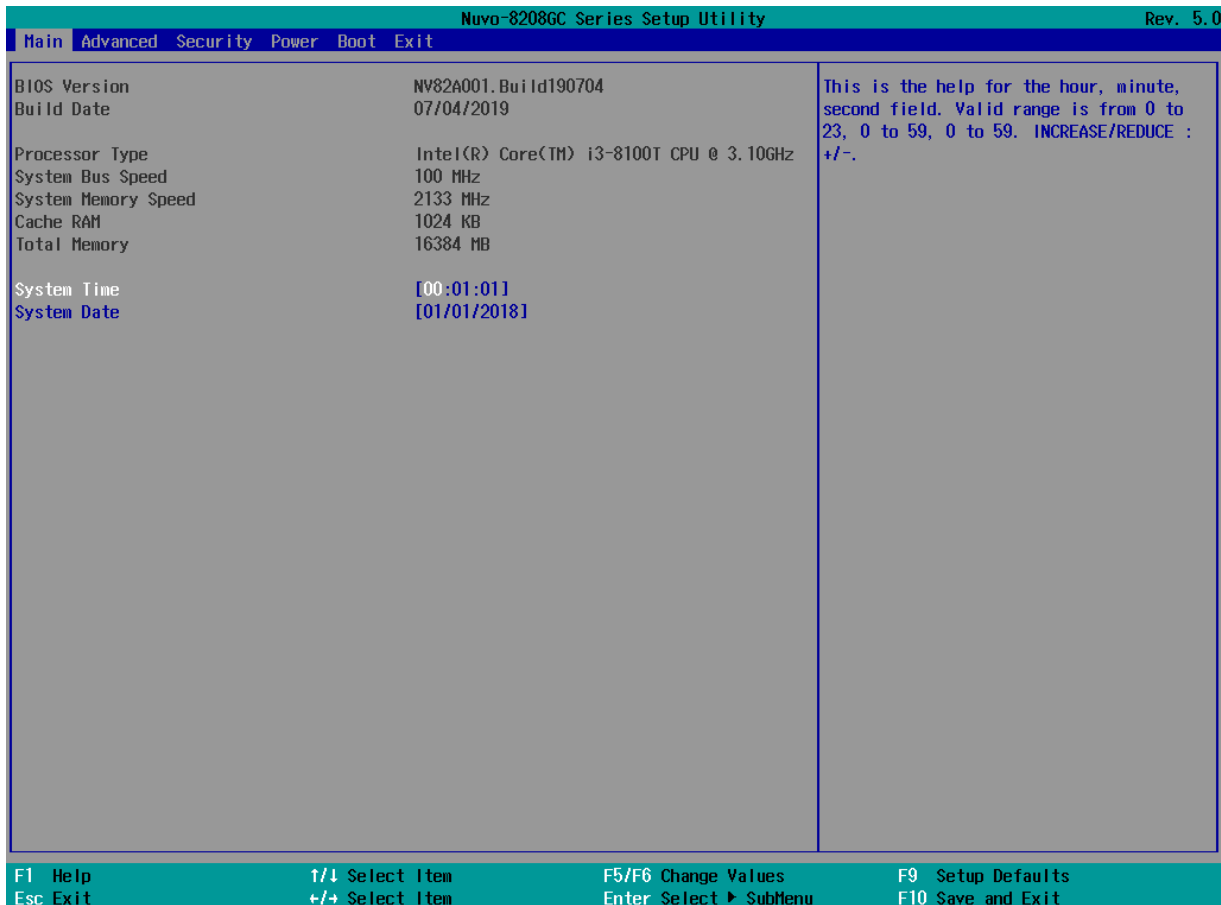 Nuvo-8208GC Series Setup Utility Rev. 5.0
Main Advanced Security Power Boot Exit
BIOS Version NV82A001.Build190704
Build Date 07/04/2019
Processor Type Intel(R) Core(TM) i3-8100T CPU @ 3.10GHz
System Bus Speed 100 MHz
System Memory Speed 2133 MHz
Cache RAM 1024 KB
Total Memory 16384 MB
System Time [00:01:01]
System Date [01/01/2018]
This is the help for the hour, minute,
second field. Valid range is from 0 to
23, 0 to 59, 0 to 59. INCREASE/REDUCE :
+/-.
F1 Help ↑/↓ Select Item F5/F6 Change Values F9 Setup Defaults
Esc Exit ←/→ Select Item Enter Select ▶ SubMenu F10 Save and Exit